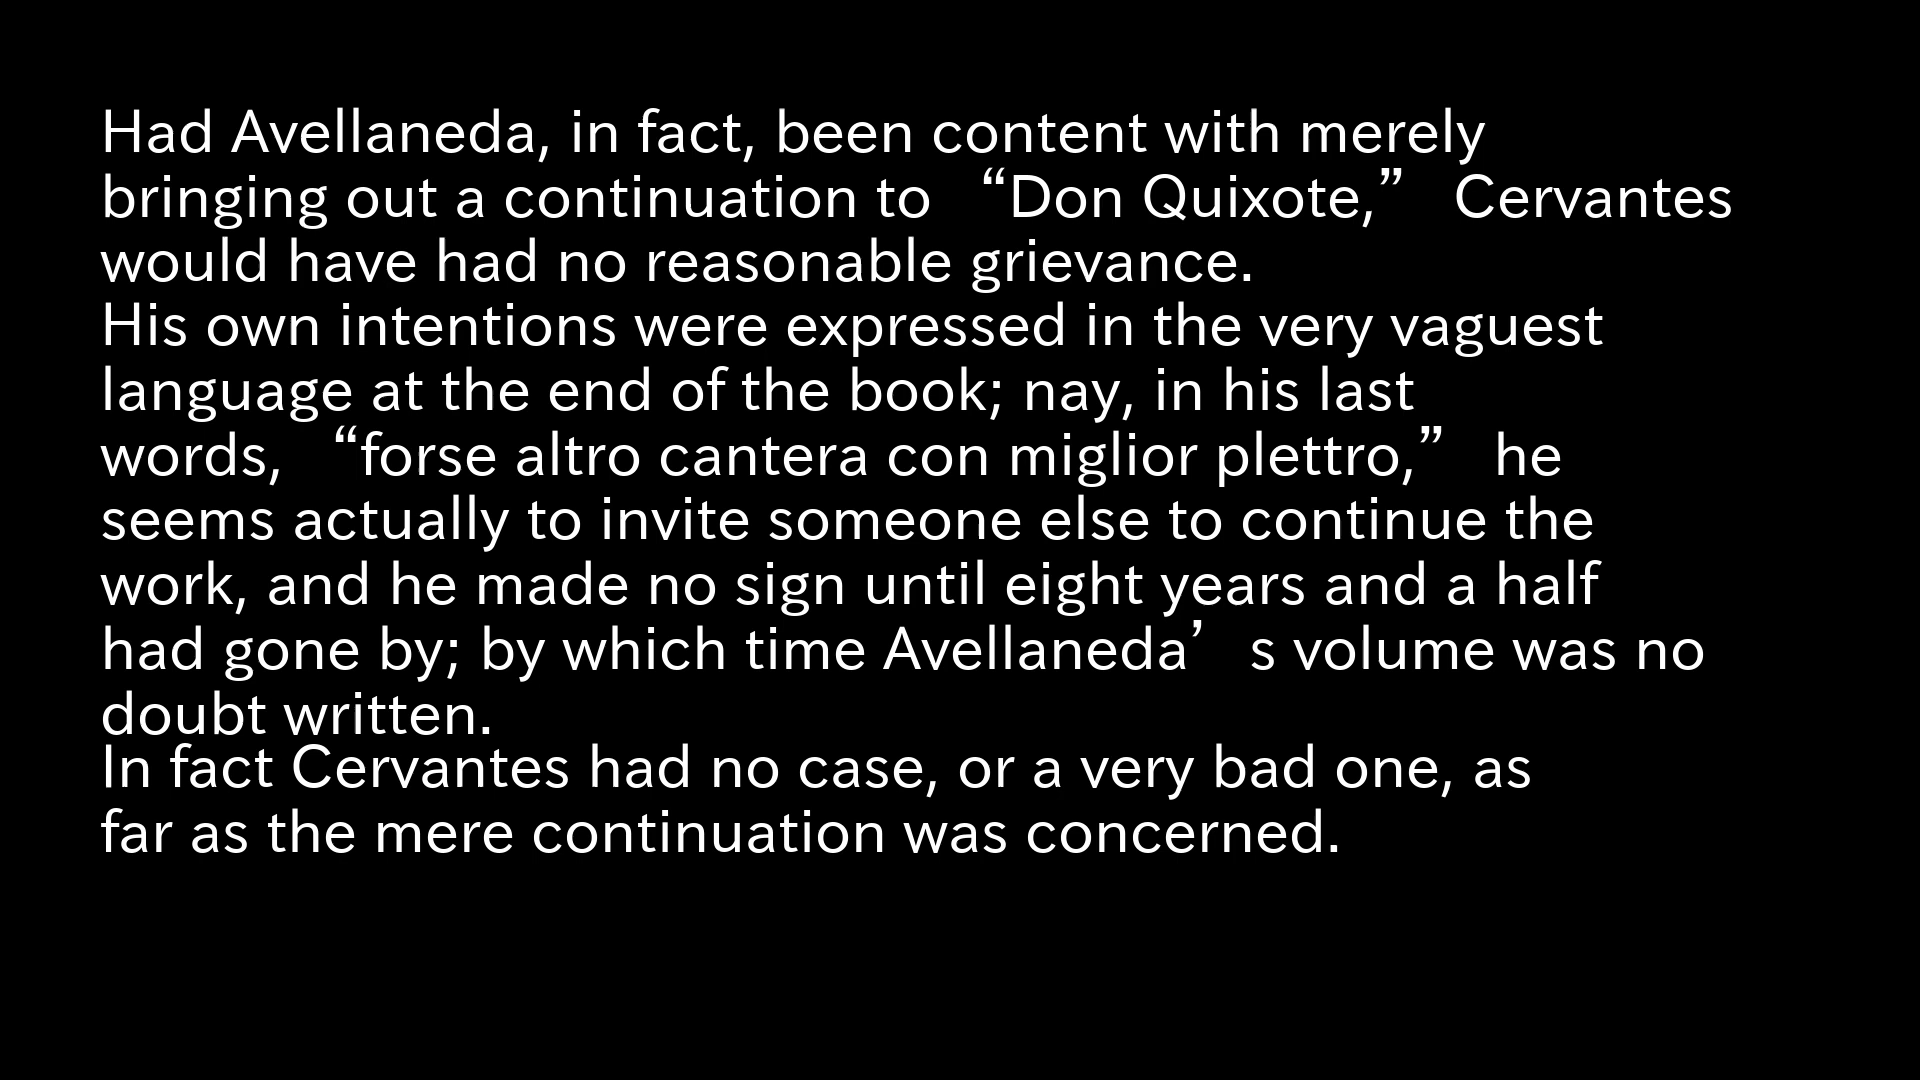 Had Avellaneda, in fact, been content with merely
bringing out a continuation to “Don Quixote,” Cervantes
would have had no reasonable grievance.
His own intentions were expressed in the very vaguest
language at the end of the book; nay, in his last
words, “forse altro cantera con miglior plettro,” he
seems actually to invite someone else to continue the
work, and he made no sign until eight years and a half
had gone by; by which time Avellaneda’s volume was no
doubt written.
In fact Cervantes had no case, or a very bad one, as
far as the mere continuation was concerned.